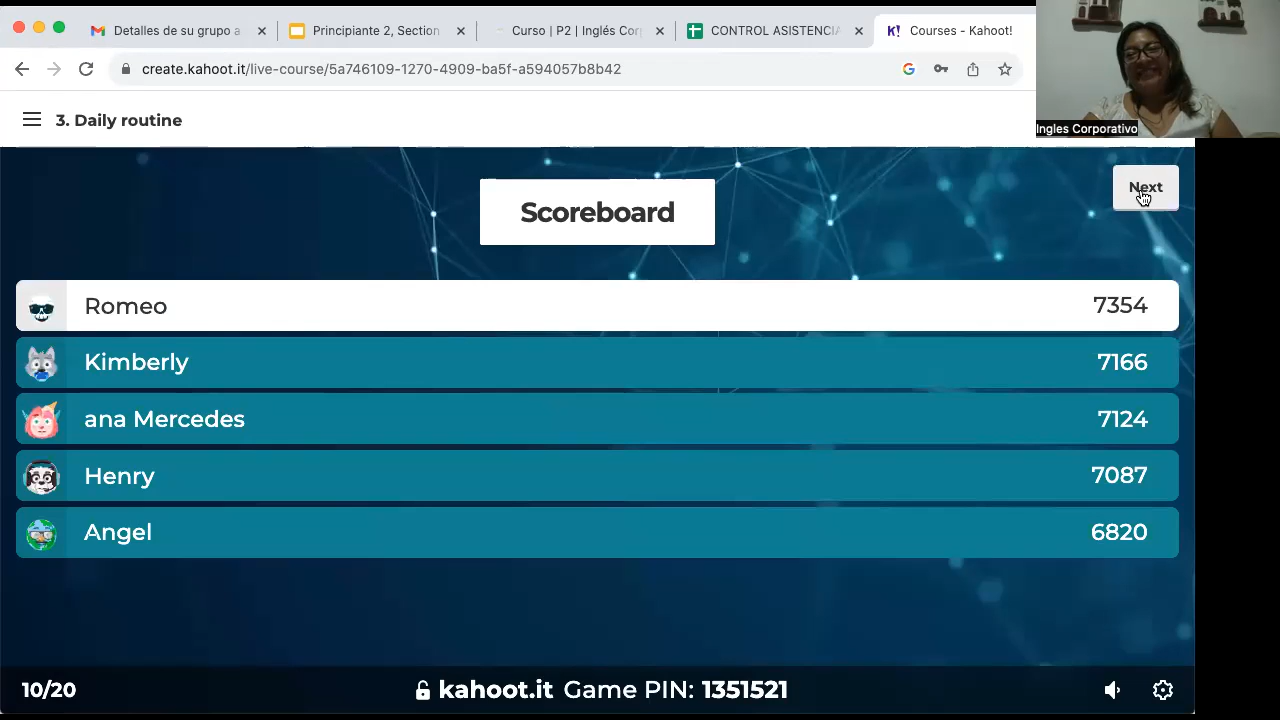 Detalles de su grupo a
Principiante 2, Section
Curso | P2 | Inglés Cor
CONTROL ASISTENCIA
K! Courses - Kahoot!
create.kahoot.it/live-course/5a746109-1270-4909-ba5f-a594057b8b42
Ingles Corporativo
3. Daily routine
Next
Scoreboard
Romeo 7354
Kimberly 7166
ana Mercedes 7124
Henry 7087
Angel 6820
10/20 kahoot.it Game PIN: 1351521